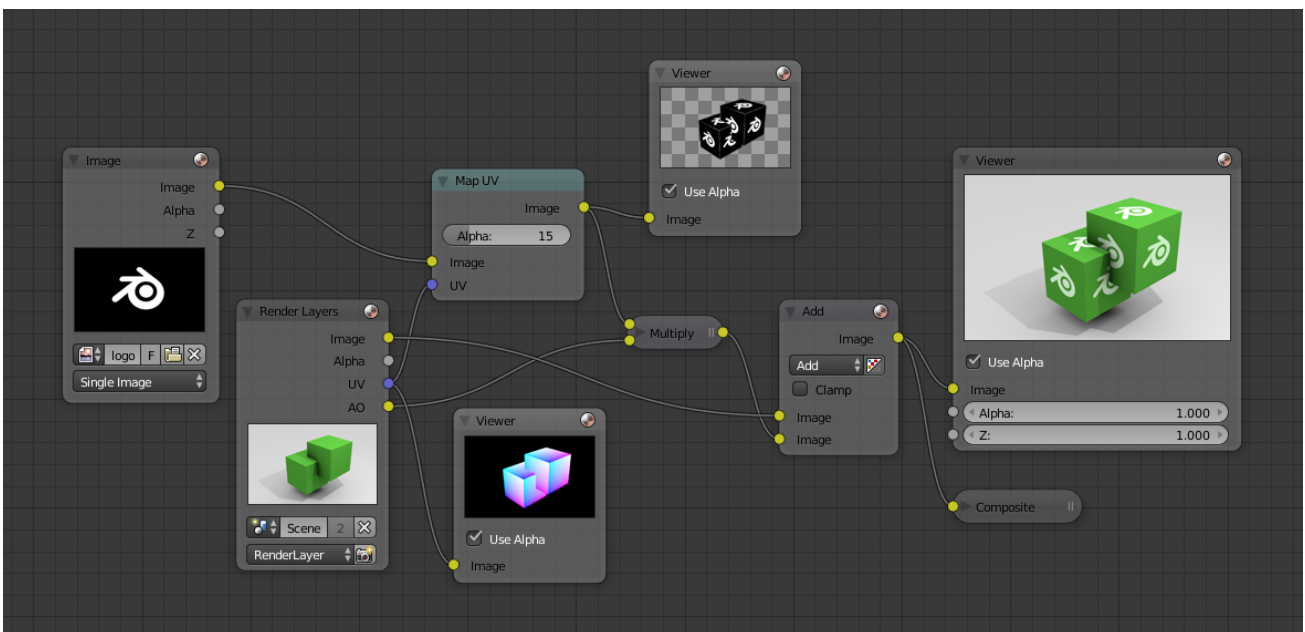 Image
Image
Alpha
Z
logo F
Single Image
Render Layers
Image
Alpha
UV
AO
Scene 2
RenderLayer
Map UV
Image
Alpha: 15
Image
UV
Viewer
Use Alpha
Image
Viewer
Use Alpha
Image
Multiply
Add
Image
Add
Clamp
Image
Image
Viewer
Use Alpha
Image
Alpha: 1.000
Z: 1.000
Composite